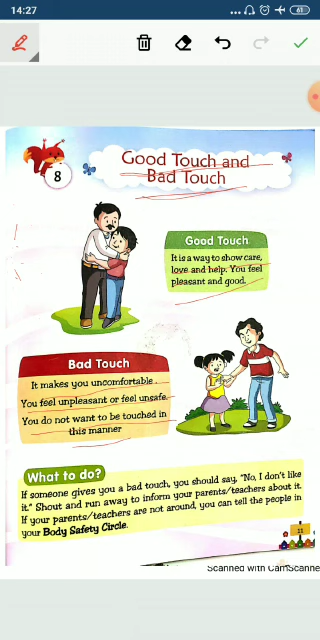 14:27
61
8
Good Touch and
Bad Touch
Good Touch
It is a way to show care,
love and help. You feel
pleasant and good.
Bad Touch
It makes you uncomfortable.
You feel unpleasant or feel unsafe.
You do not want to be touched in
this manner
What to do?
If someone gives you a bad touch, you should say, "No, I don't like
it." Shout and run away to inform your parents/teachers about it.
If your parents/teachers are not around, you can tell the people in
your Body Safety Circle.
11
Scanned with CamScanne